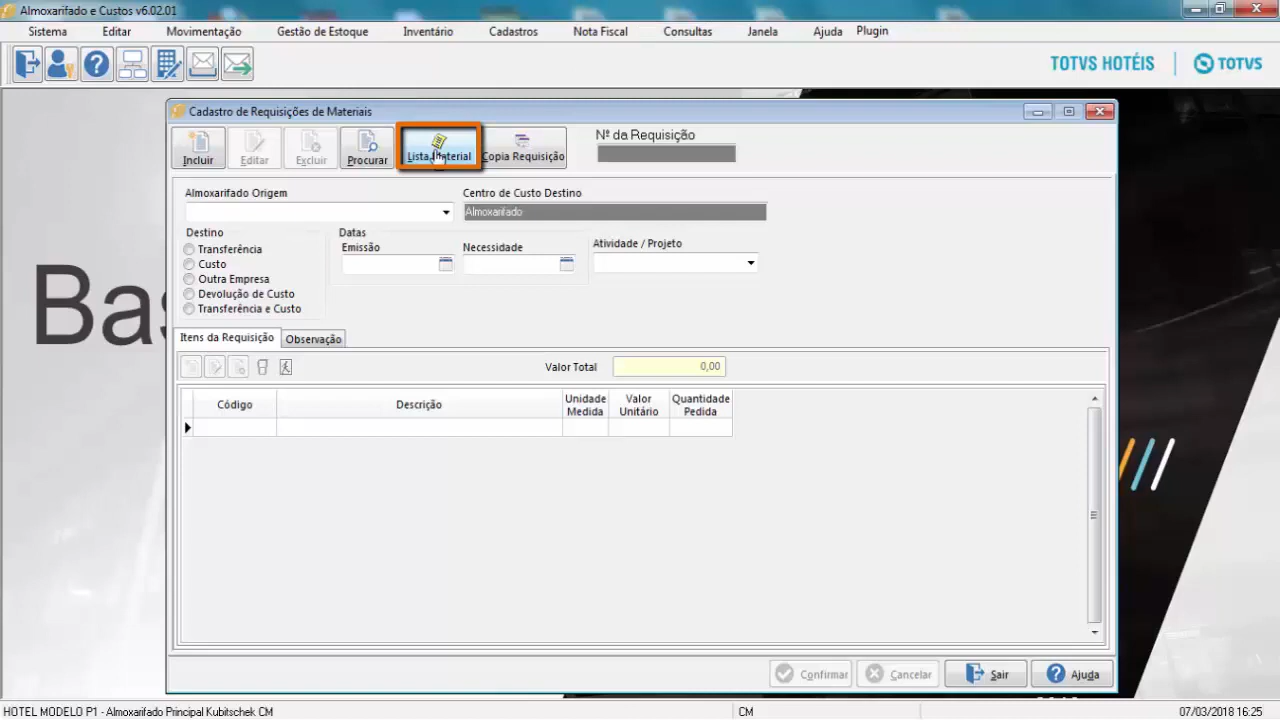 Almoxarifado e Custos v6.02.01
Sistema Editar Movimentação Gestão de Estoque Inventário Cadastros Nota Fiscal Consultas Janela Ajuda Plugin
TOTVS HOTÉIS TOTVS
Cadastro de Requisições de Materiais
Incluir Editar Excluir Procurar Lista Material Copia Requisição
Nº da Requisição
Almoxarifado Origem Centro de Custo Destino
Almoxarifado
Destino Datas
Emissão Necessidade Atividade / Projeto
Transferência
Custo
Outra Empresa
Devolução de Custo
Transferência e Custo
Itens da Requisição Observação
Valor Total 0,00
Código Descrição Unidade Medida Valor Unitário Quantidade Pedida
Confirmar Cancelar Sair Ajuda
HOTEL MODELO P1 - Almoxarifado Principal Kubitschek CM CM 07/03/2018 16:25